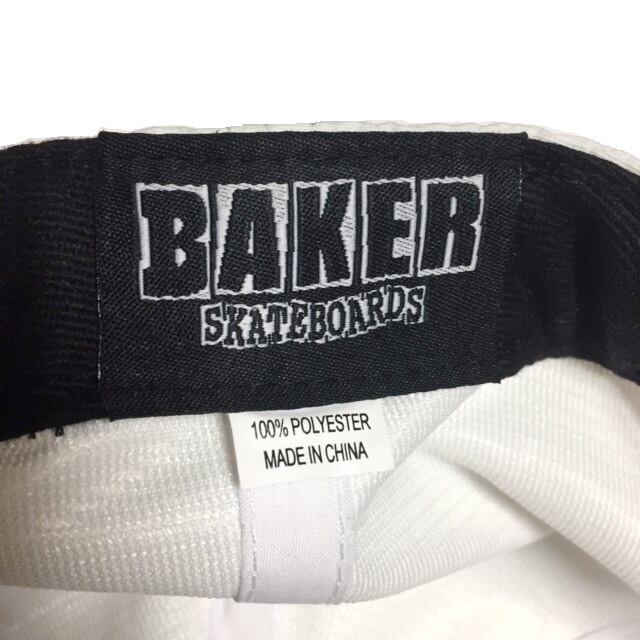 BAKER
SKATEBOARDS
100% POLYESTER
MADE IN CHINA